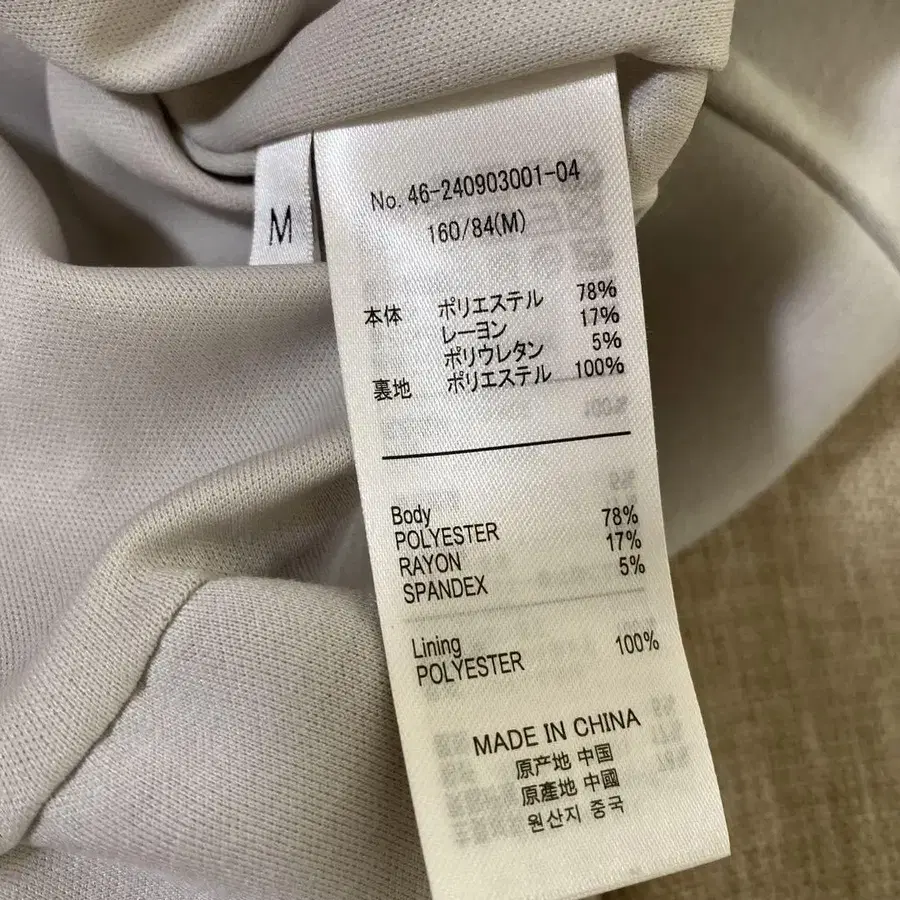 M
No. 46-240903001-04
160/84(M)
本体 ポリエステル 78%
レーヨン 17%
ポリウレタン 5%
裏地 ポリエステル 100%
Body
POLYESTER 78%
RAYON 17%
SPANDEX 5%
Lining
POLYESTER 100%
MADE IN CHINA
原产地 中国
原產地 中國
원산지 중국